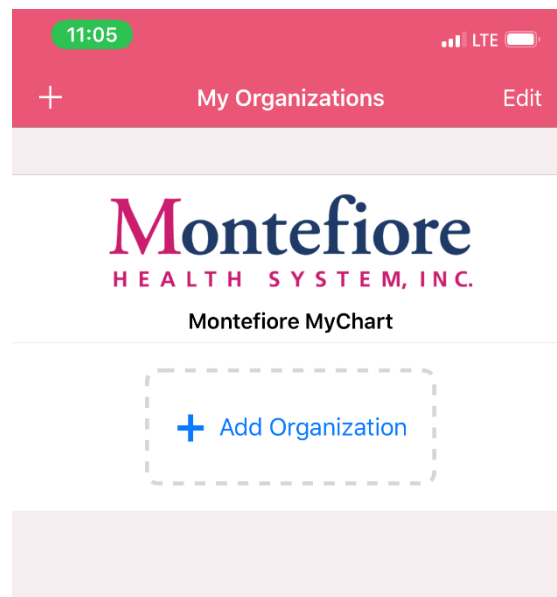 11:05
LTE
+ My Organizations Edit
Montefiore
HEALTH SYSTEM, INC.
Montefiore MyChart
+ Add Organization